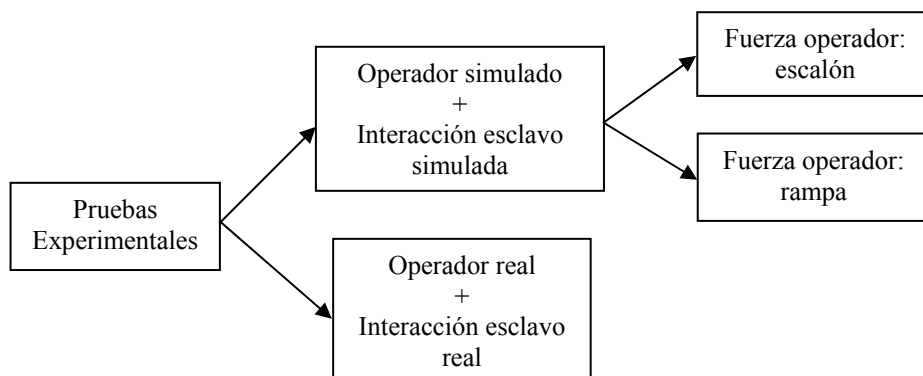 Pruebas
Experimentales
Operador simulado
+
Interacción esclavo
simulada
Fuerza operador:
escalón
Fuerza operador:
rampa
Operador real
+
Interacción esclavo
real